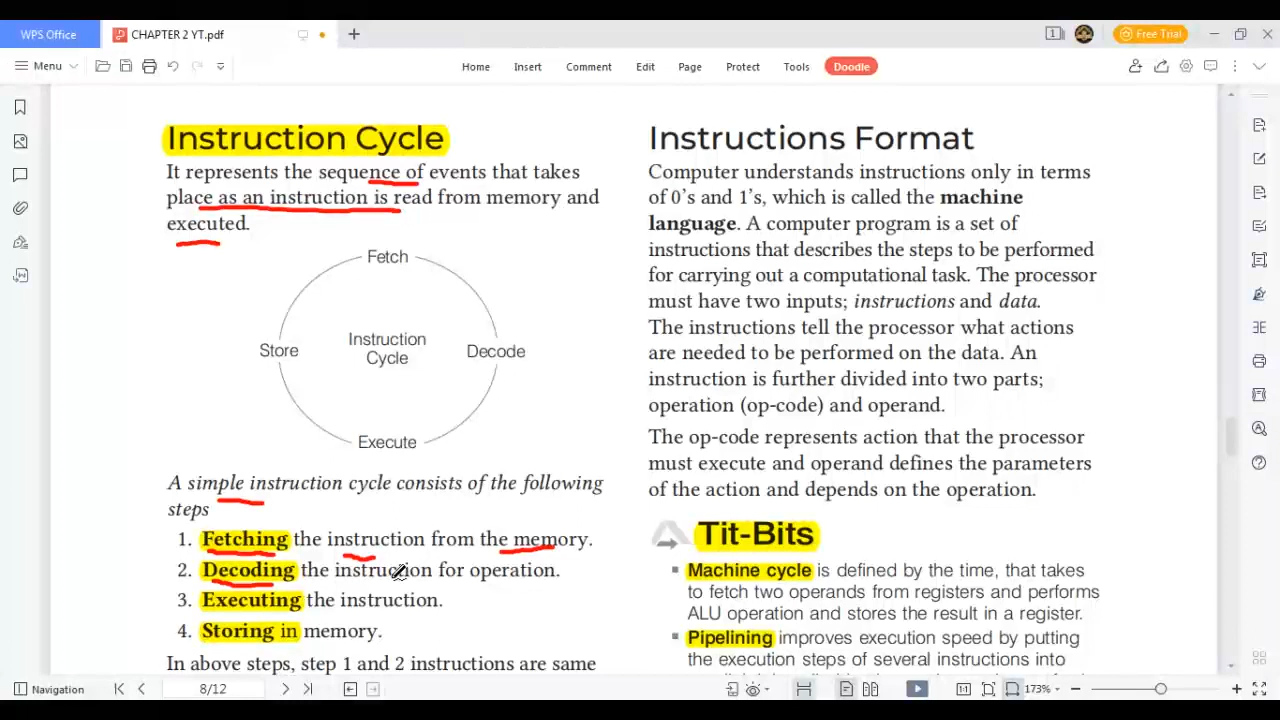 WPS Office
CHAPTER 2 YT.pdf
1
Free Trial
Menu
Home Insert Comment Edit Page Protect Tools Doodle
Instruction Cycle
It represents the sequence of events that takes
place as an instruction is read from memory and
executed.
Fetch
Store
Instruction
Cycle
Decode
Execute
A simple instruction cycle consists of the following
steps
1. Fetching the instruction from the memory.
2. Decoding the instruction for operation.
3. Executing the instruction.
4. Storing in memory.
In above steps, step 1 and 2 instructions are same
Instructions Format
Computer understands instructions only in terms
of 0's and 1's, which is called the machine
language. A computer program is a set of
instructions that describes the steps to be performed
for carrying out a computational task. The processor
must have two inputs; instructions and data.
The instructions tell the processor what actions
are needed to be performed on the data. An
instruction is further divided into two parts;
operation (op-code) and operand.
The op-code represents action that the processor
must execute and operand defines the parameters
of the action and depends on the operation.
Tit-Bits
Machine cycle is defined by the time, that takes
to fetch two operands from registers and performs
ALU operation and stores the result in a register.
Pipelining improves execution speed by putting
the execution steps of several instructions into
Navigation
8/12
173%